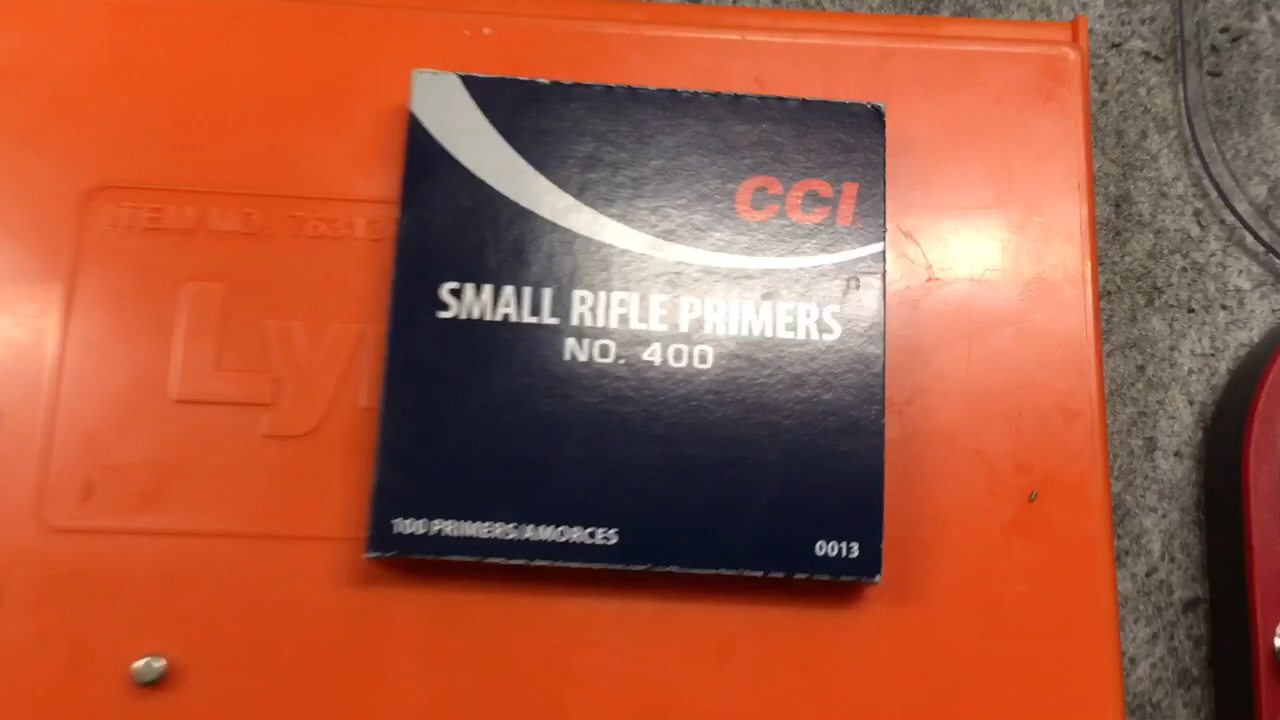 CCI
SMALL RIFLE PRIMERS
NO. 400
100 PRIMERS/AMORCES
0013
ITEM NO.
Ly